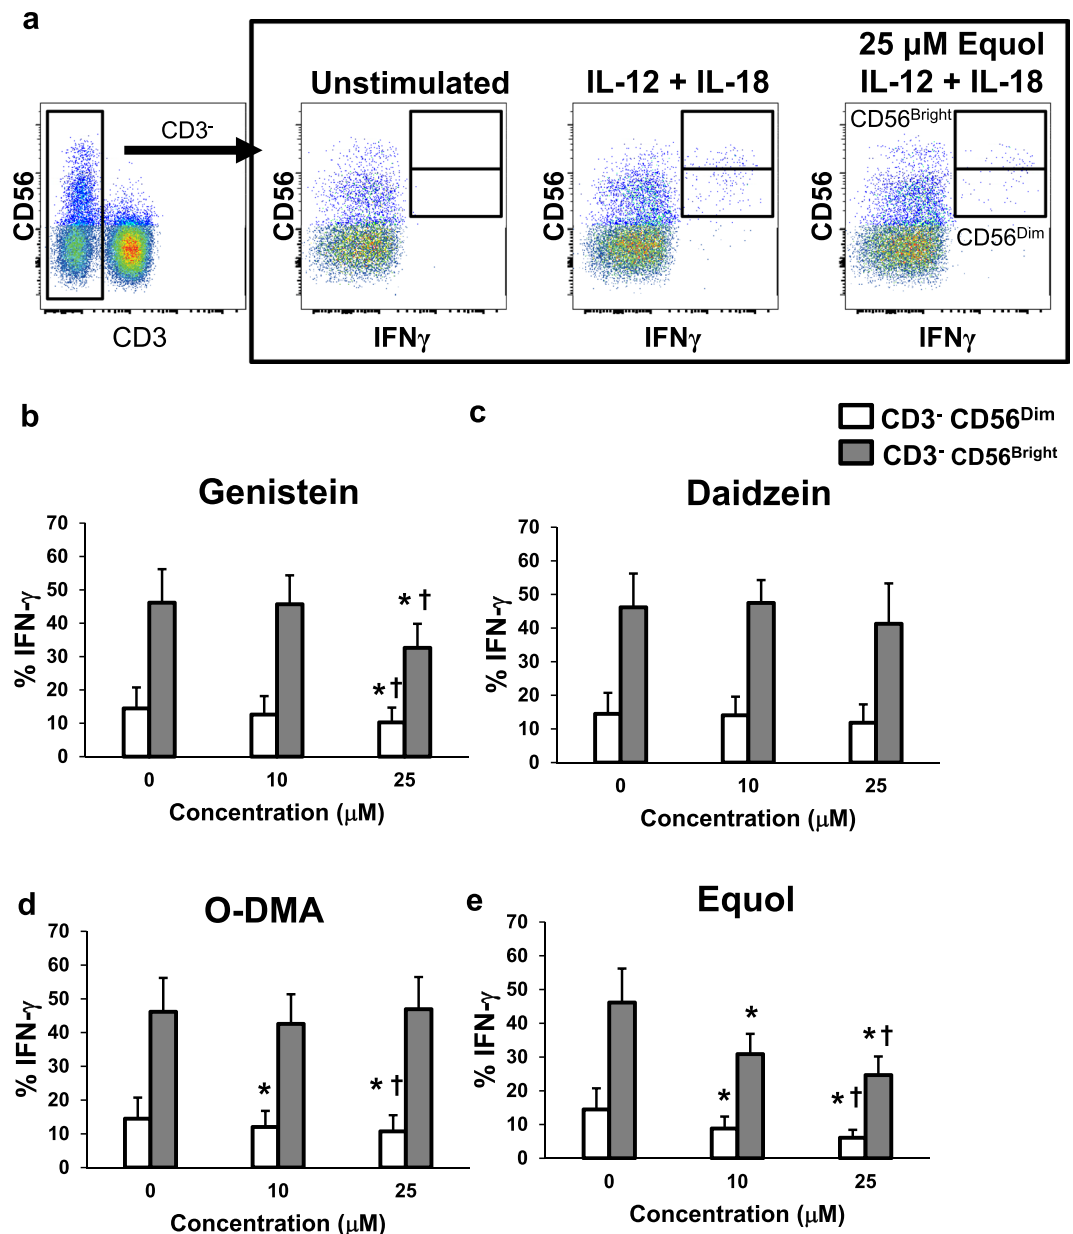 a
Unstimulated
IL-12 + IL-18
25 μM Equol
IL-12 + IL-18
CD3-
CD56Bright
CD56Dim
CD56
CD3
CD56
IFNγ
CD56
IFNγ
CD56
IFNγ
CD3- CD56Dim
CD3- CD56Bright
b
Genistein
% IFN-γ
70
60
50
40
30
20
10
0
* †
* †
0 10 25
Concentration (μM)
c
Daidzein
% IFN-γ
70
60
50
40
30
20
10
0
0 10 25
Concentration (μM)
d
O-DMA
% IFN-γ
70
60
50
40
30
20
10
0
*
* †
0 10 25
Concentration (μM)
e
Equol
% IFN-γ
70
60
50
40
30
20
10
0
*
*
* †
* †
0 10 25
Concentration (μM)